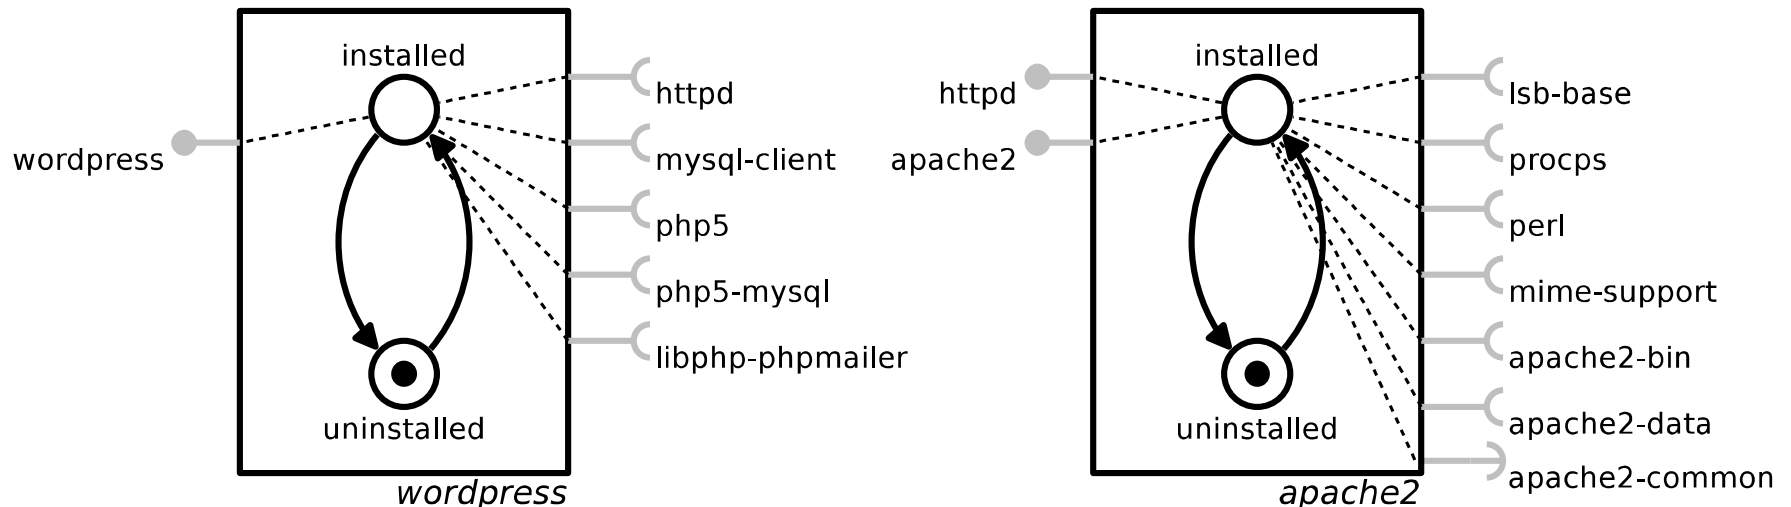 installed
httpd
mysql-client
wordpress
php5
php5-mysql
libphp-phpmailer
uninstalled
wordpress
installed
httpd
apache2
lsb-base
procps
perl
mime-support
apache2-bin
apache2-data
apache2-common
uninstalled
apache2